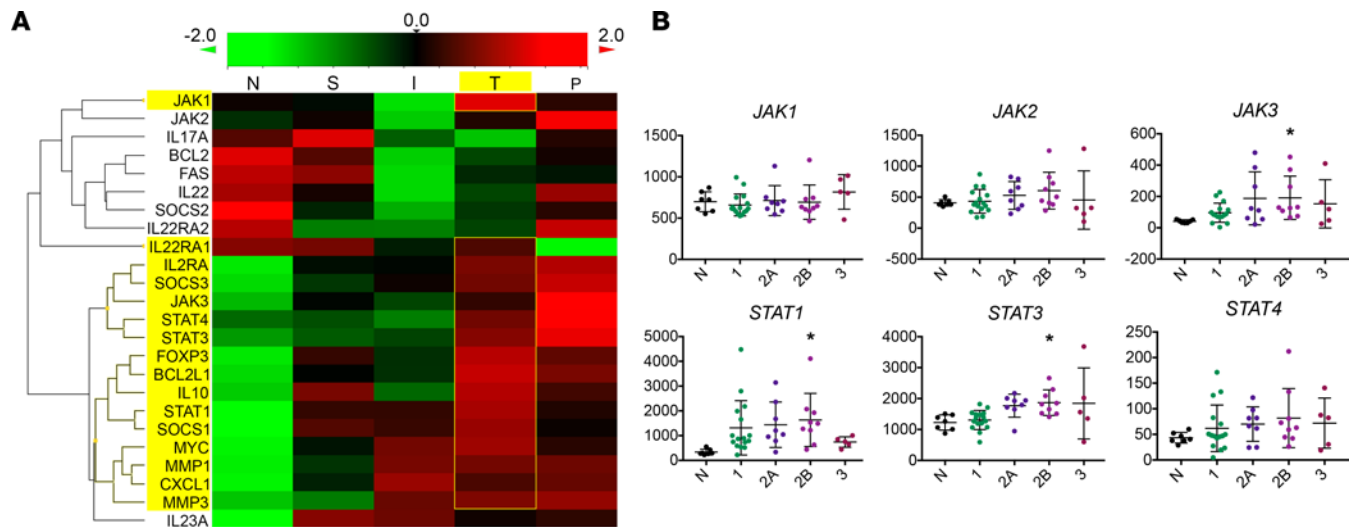 A
-2.0
0.0
2.0
N S I T P
JAK1
JAK2
IL17A
BCL2
FAS
IL22
SOCS2
IL22RA2
IL22RA1
IL2RA
SOCS3
JAK3
STAT4
STAT3
FOXP3
BCL2L1
IL10
STAT1
SOCS1
MYC
MMP1
CXCL1
MMP3
IL23A
B
JAK1
1500
1000
500
0
N 1 2A 2B 3
JAK2
1500
1000
500
0
-500
N 1 2A 2B 3
JAK3
*
600
400
200
0
-200
N 1 2A 2B 3
STAT1
*
5000
4000
3000
2000
1000
0
N 1 2A 2B 3
STAT3
*
4000
3000
2000
1000
0
N 1 2A 2B 3
STAT4
250
200
150
100
50
0
N 1 2A 2B 3